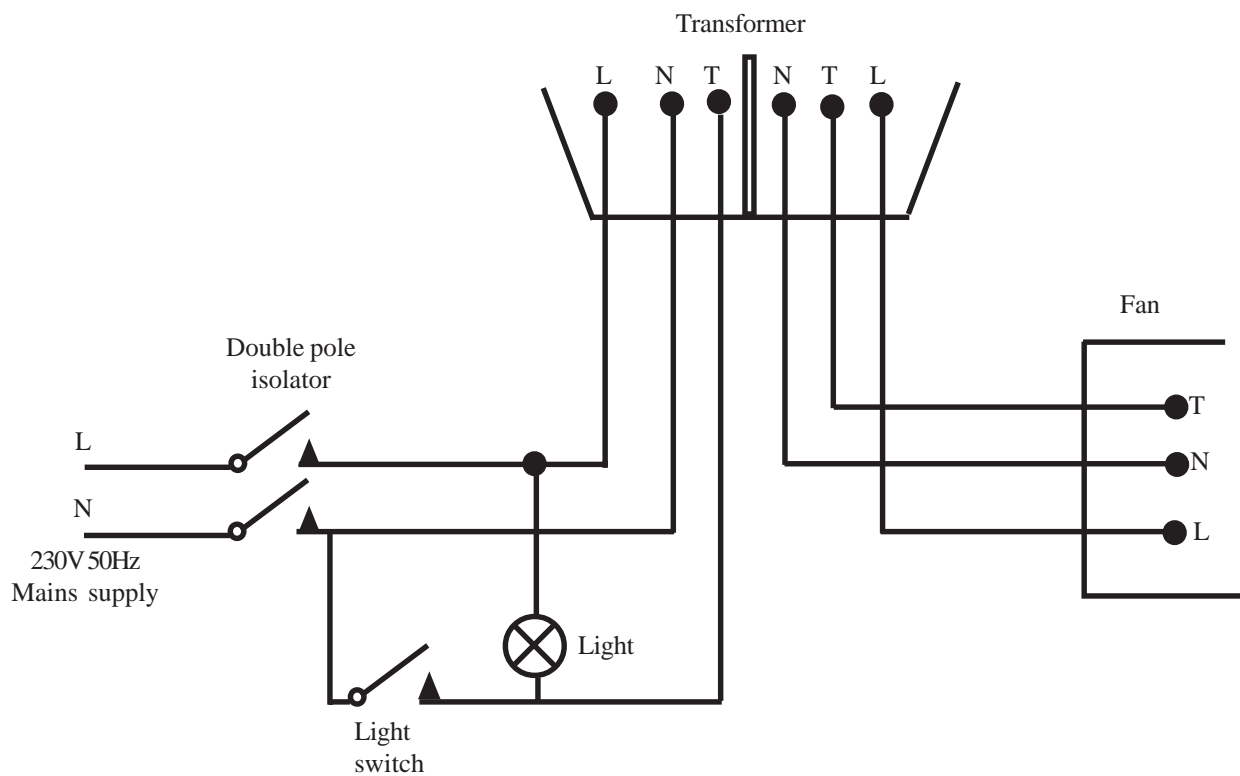 Transformer
L N T N T L
Fan
Double pole
isolator
L
T
N
N
L
230V 50Hz
Mains supply
Light
Light
switch